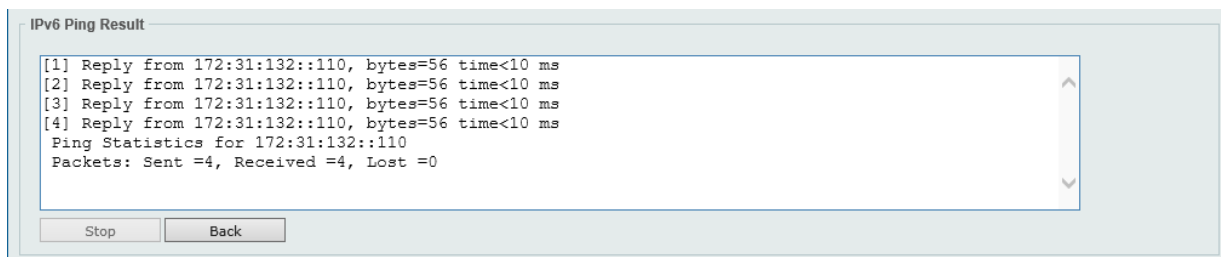 IPv6 Ping Result
[1] Reply from 172:31:132::110, bytes=56 time<10 ms
[2] Reply from 172:31:132::110, bytes=56 time<10 ms
[3] Reply from 172:31:132::110, bytes=56 time<10 ms
[4] Reply from 172:31:132::110, bytes=56 time<10 ms
Ping Statistics for 172:31:132::110
Packets: Sent =4, Received =4, Lost =0
Stop Back